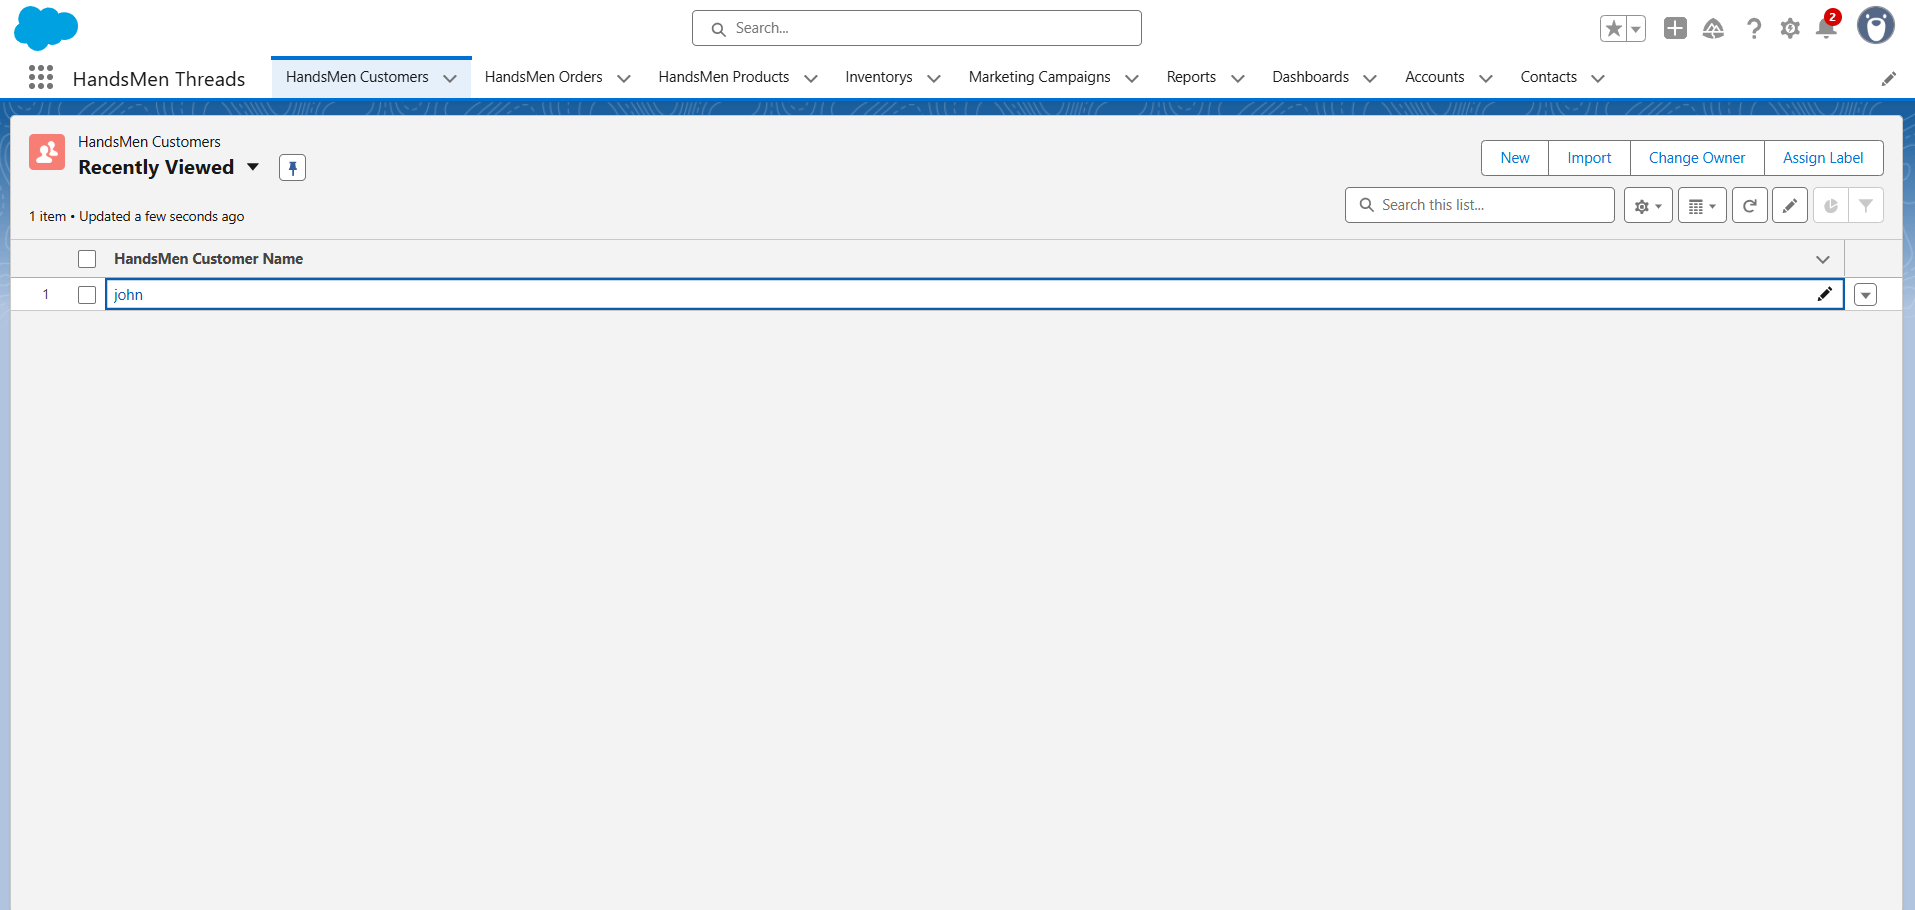 Search...
2
HandsMen Threads
HandsMen Customers
HandsMen Orders
HandsMen Products
Inventorys
Marketing Campaigns
Reports
Dashboards
Accounts
Contacts
HandsMen Customers
Recently Viewed
New
Import
Change Owner
Assign Label
1 item • Updated a few seconds ago
Search this list...
HandsMen Customer Name
1
john